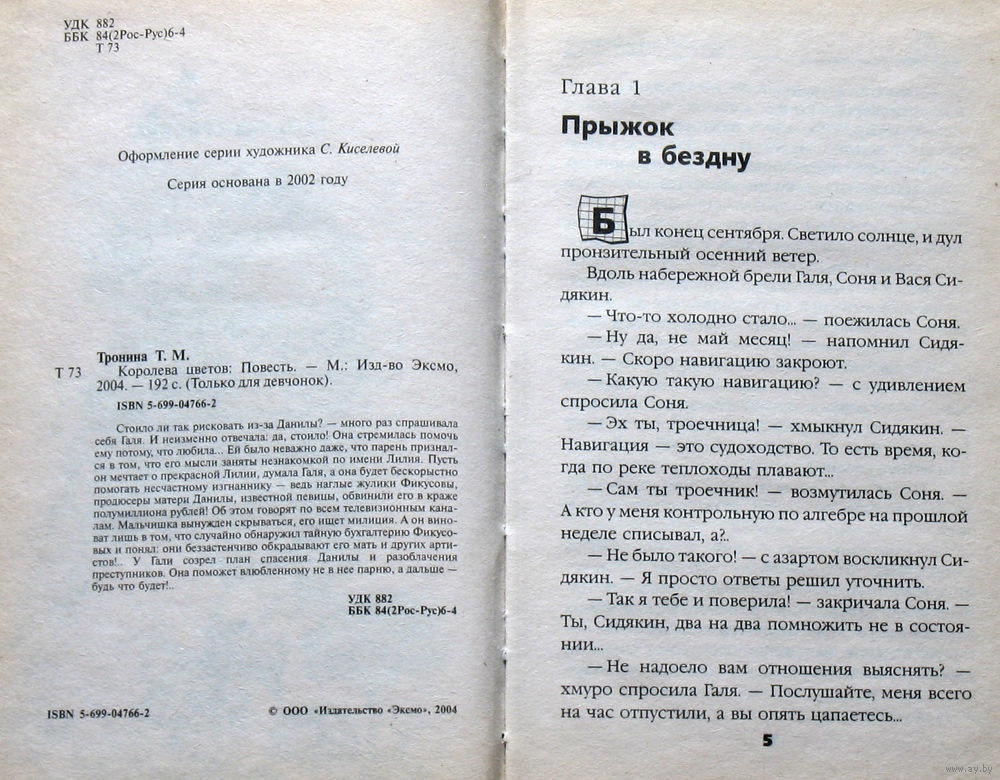 УДК 882
ББК 84(2Рос-Рус)6-4
Т 73
Оформление серии художника С. Киселевой
Серия основана в 2002 году
Тронина Т. М.
Т 73 Королева цветов: Повесть. — М.: Изд-во Эксмо,
2004. — 192 с. (Только для девчонок).
ISBN 5-699-04766-2
Стоило ли так рисковать из-за Данилы? — много раз спрашивала
себя Галя. И неизменно отвечала: да, стоило! Она стремилась помочь
ему потому, что любила... Ей было неважно даже, что парень признал-
ся в том, что его мысли заняты незнакомкой по имени Лилия. Пусть
он мечтает о прекрасной Лилии, думала Галя, а она будет бескорыстно
помогать несчастному изгнаннику — ведь наглые жулики Фикусовы,
продюсеры матери Данилы, известной певицы, обвинили его в краже
полумиллиона рублей! Об этом говорят по всем телевизионным кана-
лам. Мальчишка вынужден скрываться, его ищет милиция. А он вино-
ват лишь в том, что случайно обнаружил тайную бухгалтерию Фикусо-
вых и понял: они беззастенчиво обкрадывают его мать и других арти-
стов!.. У Гали созрел план спасения Данилы и разоблачения
преступников. Она поможет влюбленному не в нее парню, а дальше —
будь что будет!..
УДК 882
ББК 84(2Рос-Рус)6-4
ISBN 5-699-04766-2
© ООО «Издательство «Эксмо», 2004
Глава 1
Прыжок
в бездну
Был конец сентября. Светило солнце, и дул
пронзительный осенний ветер.
Вдоль набережной брели Галя, Соня и Вася Си-
дякин.
— Что-то холодно стало... — поежилась Соня.
— Ну да, не май месяц! — напомнил Сидя-
кин. — Скоро навигацию закроют.
— Какую такую навигацию? — с удивлением
спросила Соня.
— Эх ты, троечница! — хмыкнул Сидякин. —
Навигация — это судоходство. То есть время, ко-
гда по реке теплоходы плавают...
— Сам ты троечник! — возмутилась Соня. —
А кто у меня контрольную по алгебре на прошлой
неделе списывал, а?..
— Не было такого! — с азартом воскликнул Си-
дякин. — Я просто ответы решил уточнить.
— Так я тебе и поверила! — закричала Соня. —
Ты, Сидякин, два на два помножить не в состоя-
нии...
— Не надоело вам отношения выяснять? —
хмуро спросила Галя. — Послушайте, меня всего
на час отпустили, а вы опять цапаетесь...
5
www.ay.by